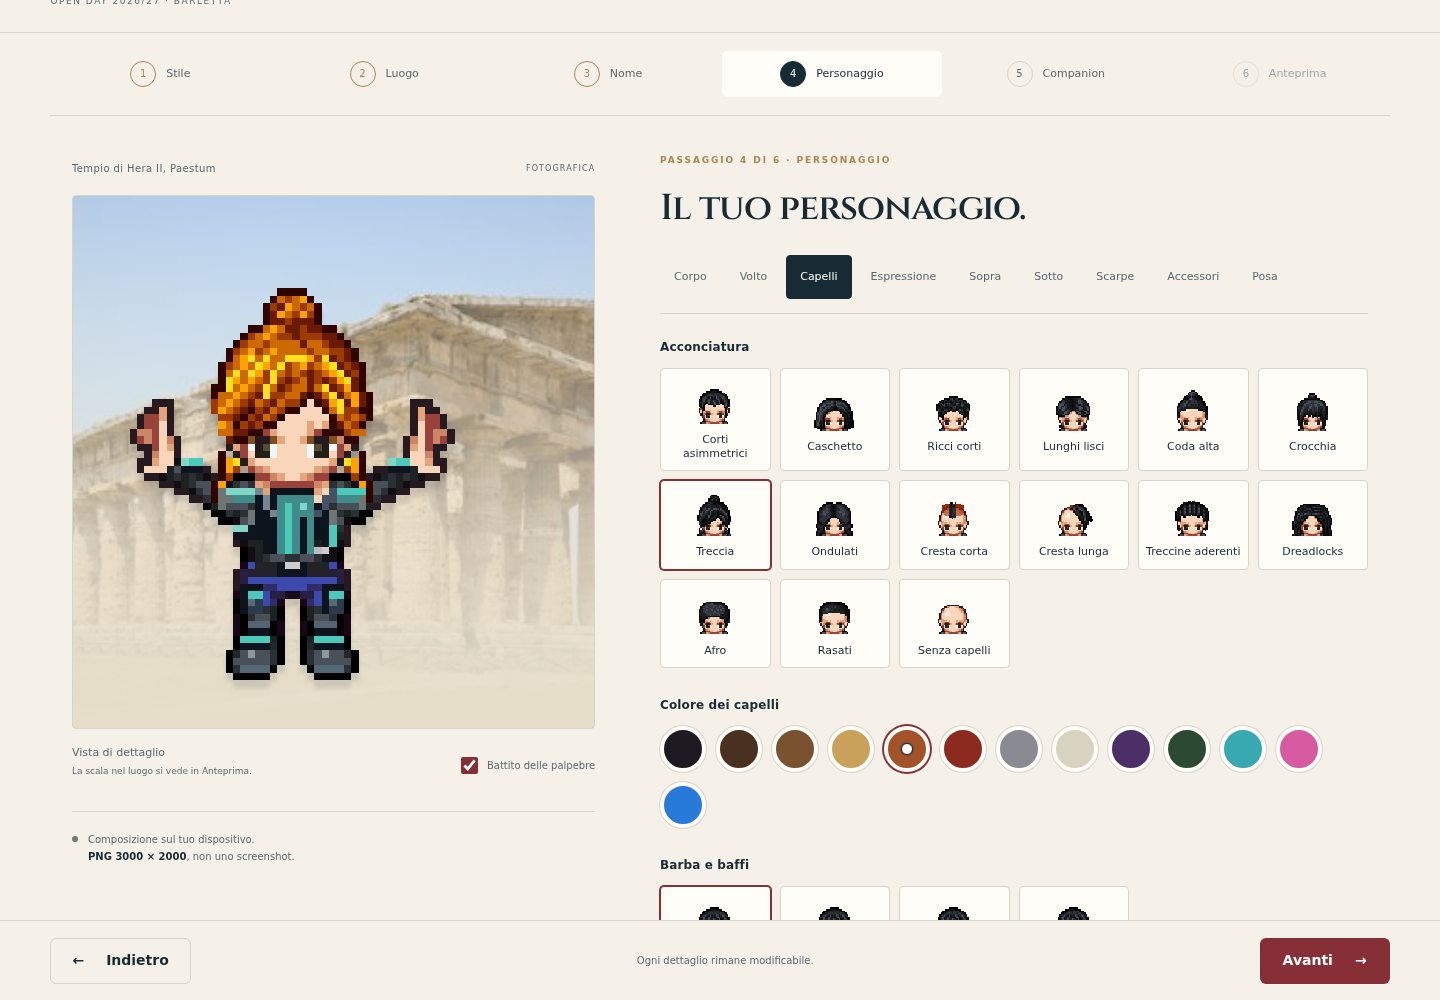 OPEN DAY 2026/27 · BARLETTA
1 Stile
2 Luogo
3 Nome
4 Personaggio
5 Companion
6 Anteprima
Tempio di Hera II, Paestum
FOTOGRAFICA
Vista di dettaglio
La scala nel luogo si vede in Anteprima.
Battito delle palpebre
Composizione sul tuo dispositivo.
PNG 3000 × 2000, non uno screenshot.
PASSAGGIO 4 DI 6 · PERSONAGGIO
IL TUO PERSONAGGIO.
Corpo
Volto
Capelli
Espressione
Sopra
Sotto
Scarpe
Accessori
Posa
Acconciatura
Corti
asimmetrici
Caschetto
Ricci corti
Lunghi lisci
Coda alta
Crocchia
Treccia
Ondulati
Cresta corta
Cresta lunga
Treccine aderenti
Dreadlocks
Afro
Rasati
Senza capelli
Colore dei capelli
Barba e baffi
← Indietro
Ogni dettaglio rimane modificabile.
Avanti →